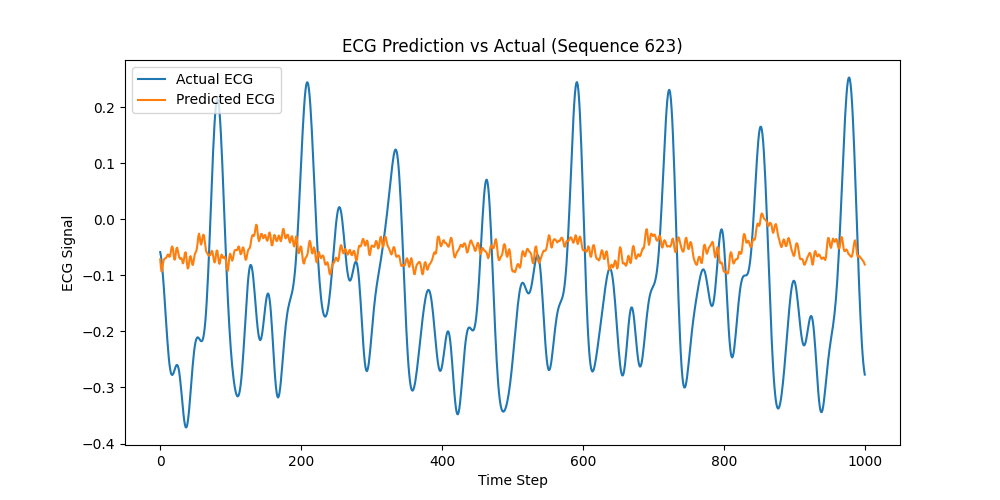 ECG Prediction vs Actual (Sequence 623)
Actual ECG
Predicted ECG
0.2
0.1
0.0
−0.1
−0.2
−0.3
−0.4
ECG Signal
0 200 400 600 800 1000
Time Step